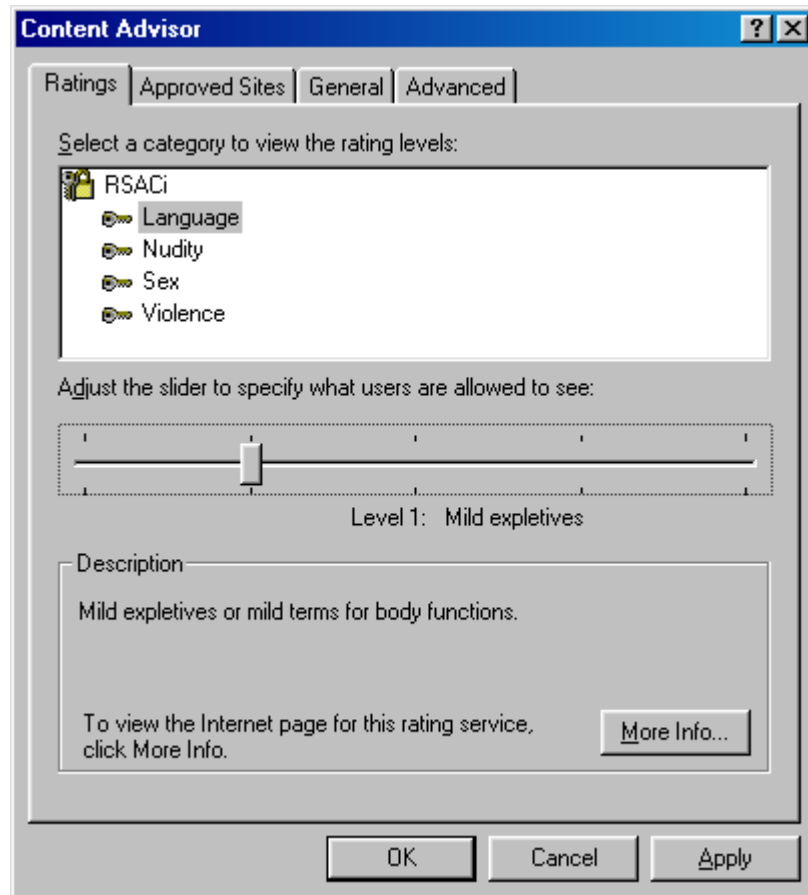 Content Advisor
Ratings Approved Sites General Advanced
Select a category to view the rating levels:
RSACi
Language
Nudity
Sex
Violence
Adjust the slider to specify what users are allowed to see:
Level 1: Mild expletives
Description
Mild expletives or mild terms for body functions.
To view the Internet page for this rating service,
click More Info.
More Info...
OK Cancel Apply